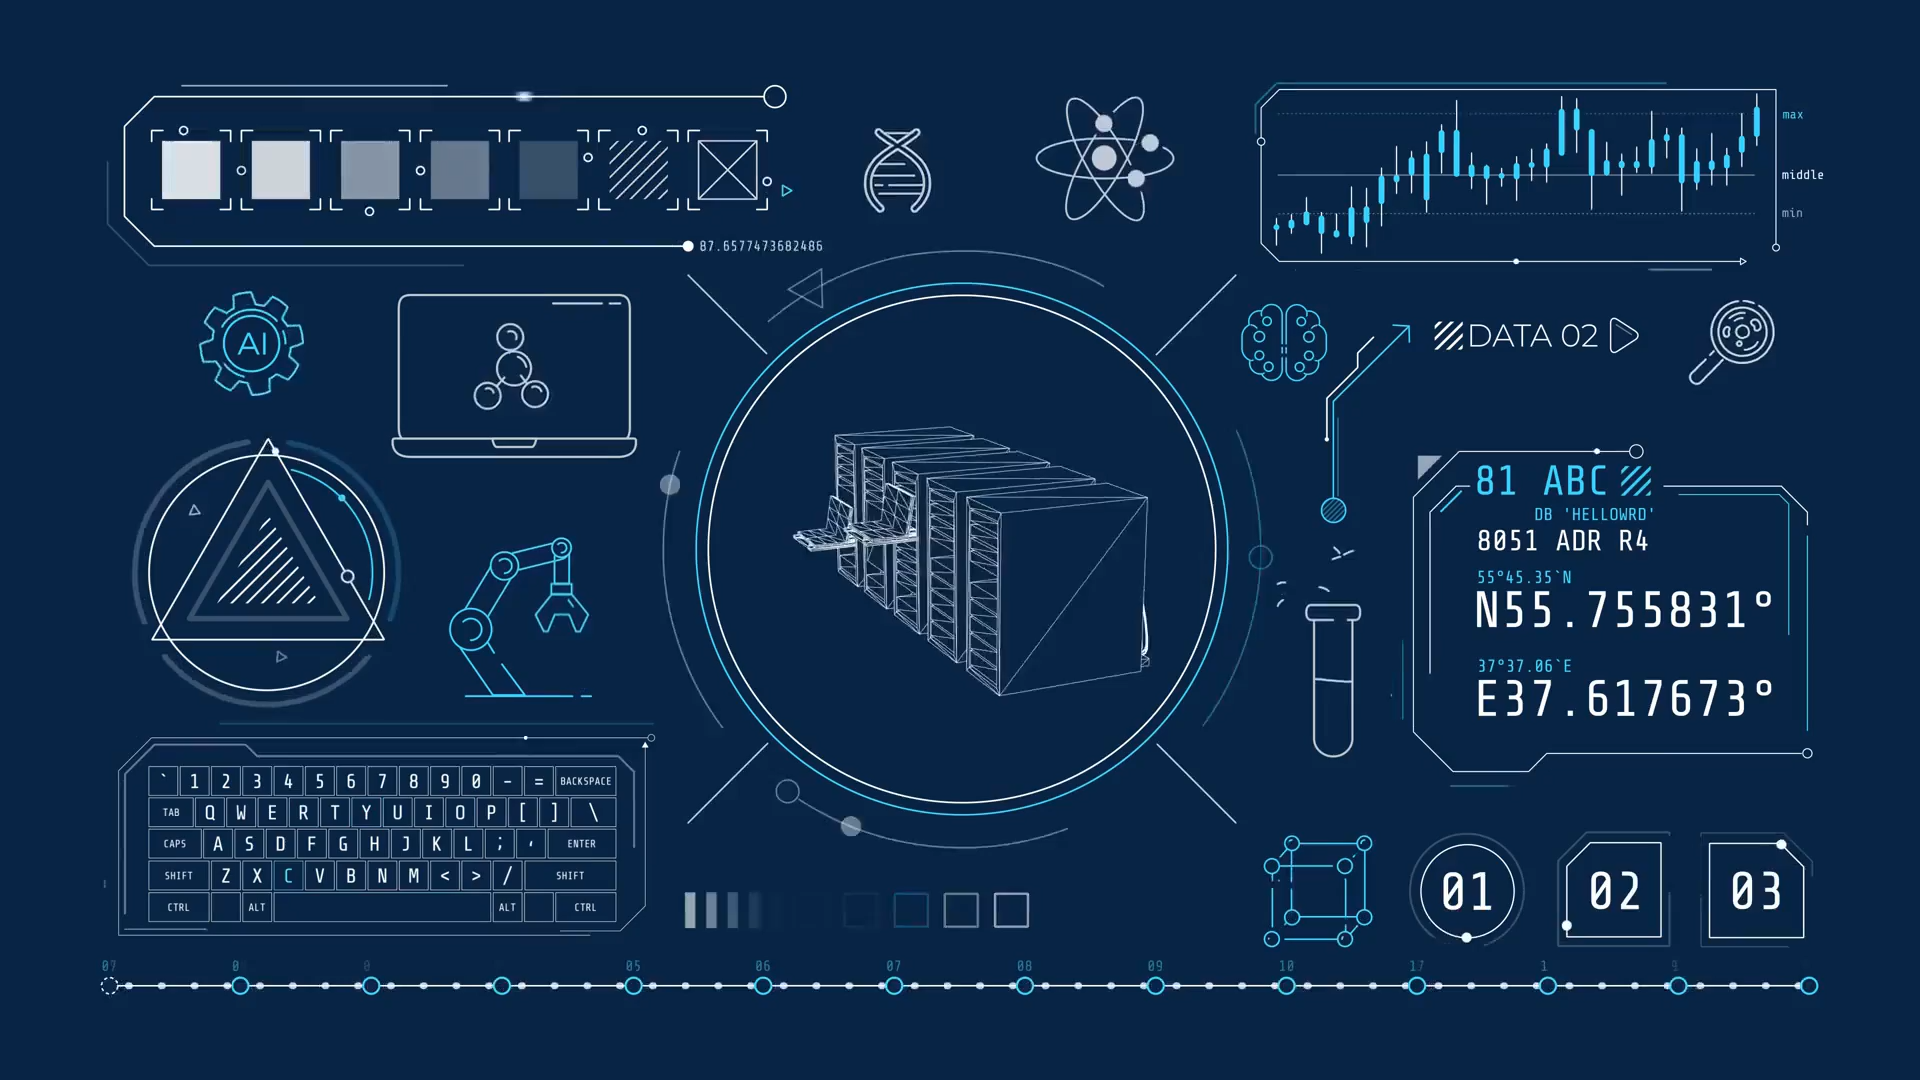 87.6577473682486
max
middle
min
AI
DATA 02
81 ABC
DB 'HELLOWRD'
8051 ADR R4
55°45.35`N
N55.755831°
37°37.06`E
E37.617673°
` 1 2 3 4 5 6 7 8 9 0 - = BACKSPACE
TAB Q W E R T Y U I O P [ ] \
CAPS A S D F G H J K L ; ' ENTER
SHIFT Z X C V B N M < > / SHIFT
CTRL ALT ALT CTRL
01 02 03
07 05 06 07 08 09 10 17